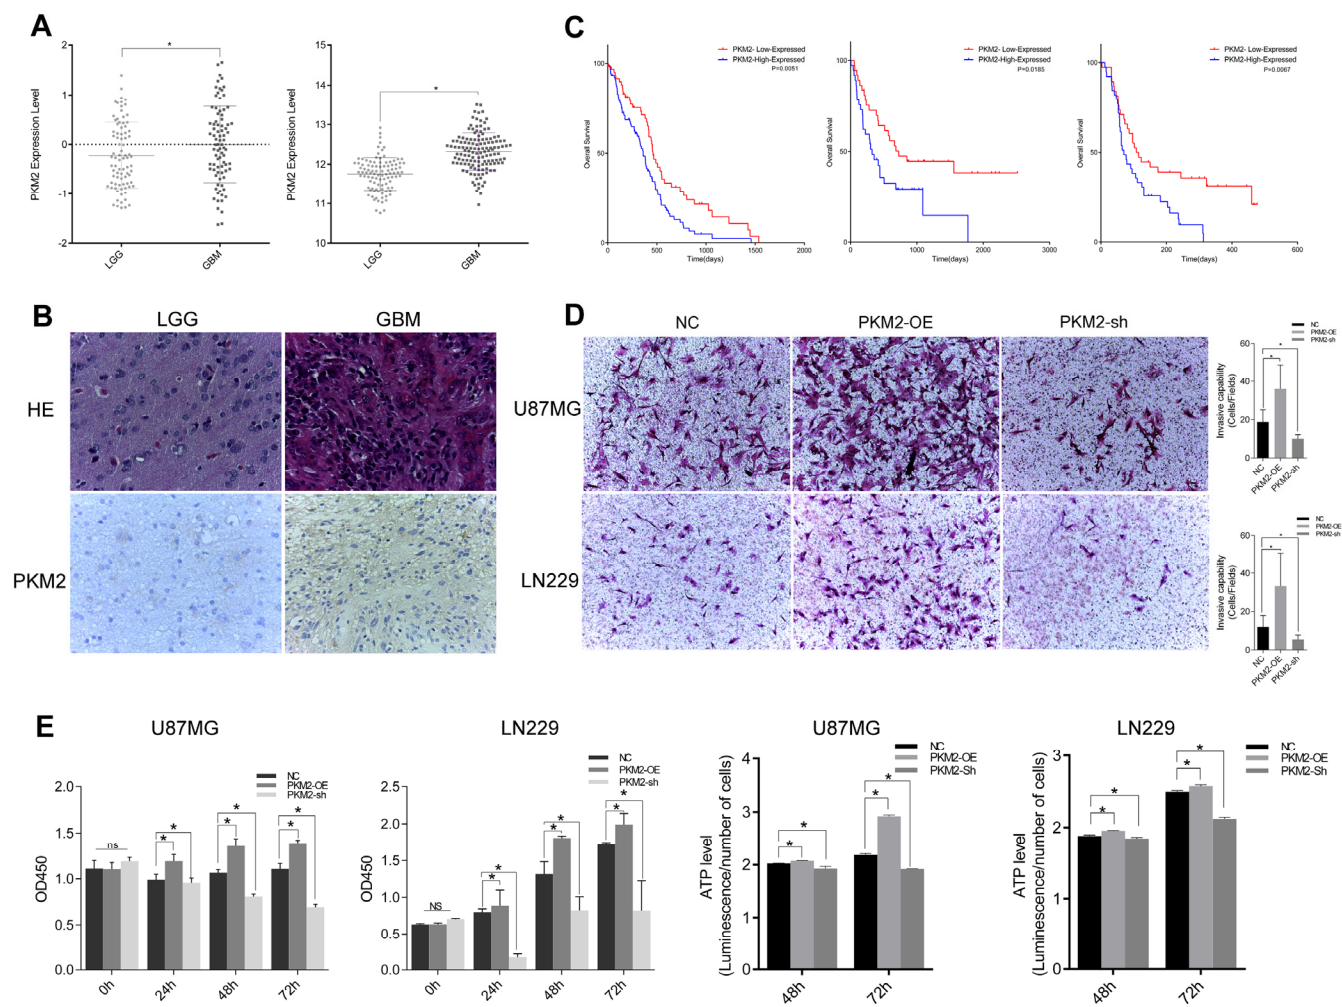 A
2
1
0
-1
-2
PKM2 Expression Level
*
LGG
GBM
15
14
13
12
11
10
PKM2 Expression Level
*
LGG
GBM
C
PKM2- Low-Expressed
PKM2-High-Expressed
P=0.0051
100
50
0
Overall Survival
0
500
1000
1500
2000
Time(days)
PKM2- Low-Expressed
PKM2-High-Expressed
P=0.0185
100
50
0
Overall Survival
0
1000
2000
3000
Time(days)
PKM2- Low-Expressed
PKM2-High-Expressed
P=0.0067
100
50
0
Overall Survival
0
200
400
600
Time(days)
B
LGG
GBM
HE
PKM2
D
NC
PKM2-OE
PKM2-sh
U87MG
LN229
NC
PKM2-OE
PKM2-sh
60
40
20
0
Invasive capability
(Cells/Fields)
*
*
NC
PKM2-OE
PKM2-sh
NC
PKM2-OE
PKM2-sh
60
40
20
0
Invasive capability
(Cells/Fields)
*
*
NC
PKM2-OE
PKM2-sh
E
U87MG
NC
PKM2-OE
PKM2-sh
2.0
1.5
1.0
0.5
0.0
OD450
ns
*
*
*
*
*
*
0h
24h
48h
72h
LN229
NC
PKM2-OE
PKM2-sh
2.5
2.0
1.5
1.0
0.5
0.0
OD450
NS
*
*
*
*
*
*
0h
24h
48h
72h
U87MG
NC
PKM2-OE
PKM2-Sh
4
3
2
1
0
ATP level
(Luminescence/number of cells)
*
*
*
*
48h
72h
LN229
NC
PKM2-OE
PKM2-Sh
3
2
1
0
ATP level
(Luminescence/number of cells)
*
*
*
*
48h
72h